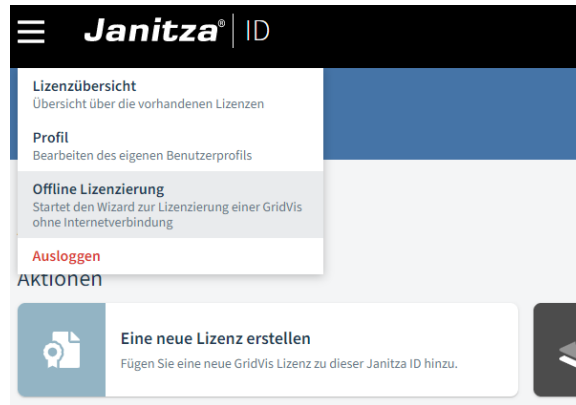 Janitza® ID
Lizenzübersicht
Übersicht über die vorhandenen Lizenzen
Profil
Bearbeiten des eigenen Benutzerprofils
Offline Lizenzierung
Startet den Wizard zur Lizenzierung einer GridVis
ohne Internetverbindung
Ausloggen
Aktionen
Eine neue Lizenz erstellen
Fügen Sie eine neue GridVis Lizenz zu dieser Janitza ID hinzu.